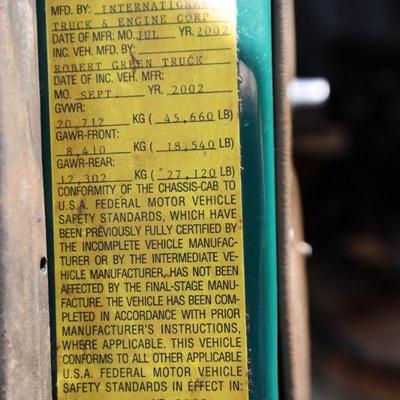 MFD. BY: INTERNATIONAL
TRUCK & ENGINE CORP
DATE OF MFR: MO. JUL YR. 2002
INC. VEH. MFD. BY:
ROBERT GREEN TRUCK
DATE OF INC. VEH. MFR:
MO. SEPT. YR. 2002
GVWR:
20,712 KG ( 45,660 LB)
GAWR-FRONT:
8,410 KG ( 18,540 LB)
GAWR-REAR:
12,302 KG ( 27,120 LB)
CONFORMITY OF THE CHASSIS-CAB TO
U.S.A. FEDERAL MOTOR VEHICLE
SAFETY STANDARDS, WHICH HAVE
BEEN PREVIOUSLY FULLY CERTIFIED BY
THE INCOMPLETE VEHICLE MANUFAC-
TURER OR BY THE INTERMEDIATE VE-
HICLE MANUFACTURER, HAS NOT BEEN
AFFECTED BY THE FINAL-STAGE MANU-
FACTURE. THE VEHICLE HAS BEEN COM-
PLETED IN ACCORDANCE WITH PRIOR
MANUFACTURER'S INSTRUCTIONS,
WHERE APPLICABLE. THIS VEHICLE
CONFORMS TO ALL OTHER APPLICABLE
U.S.A. FEDERAL MOTOR VEHICLE
SAFETY STANDARDS IN EFFECT IN: